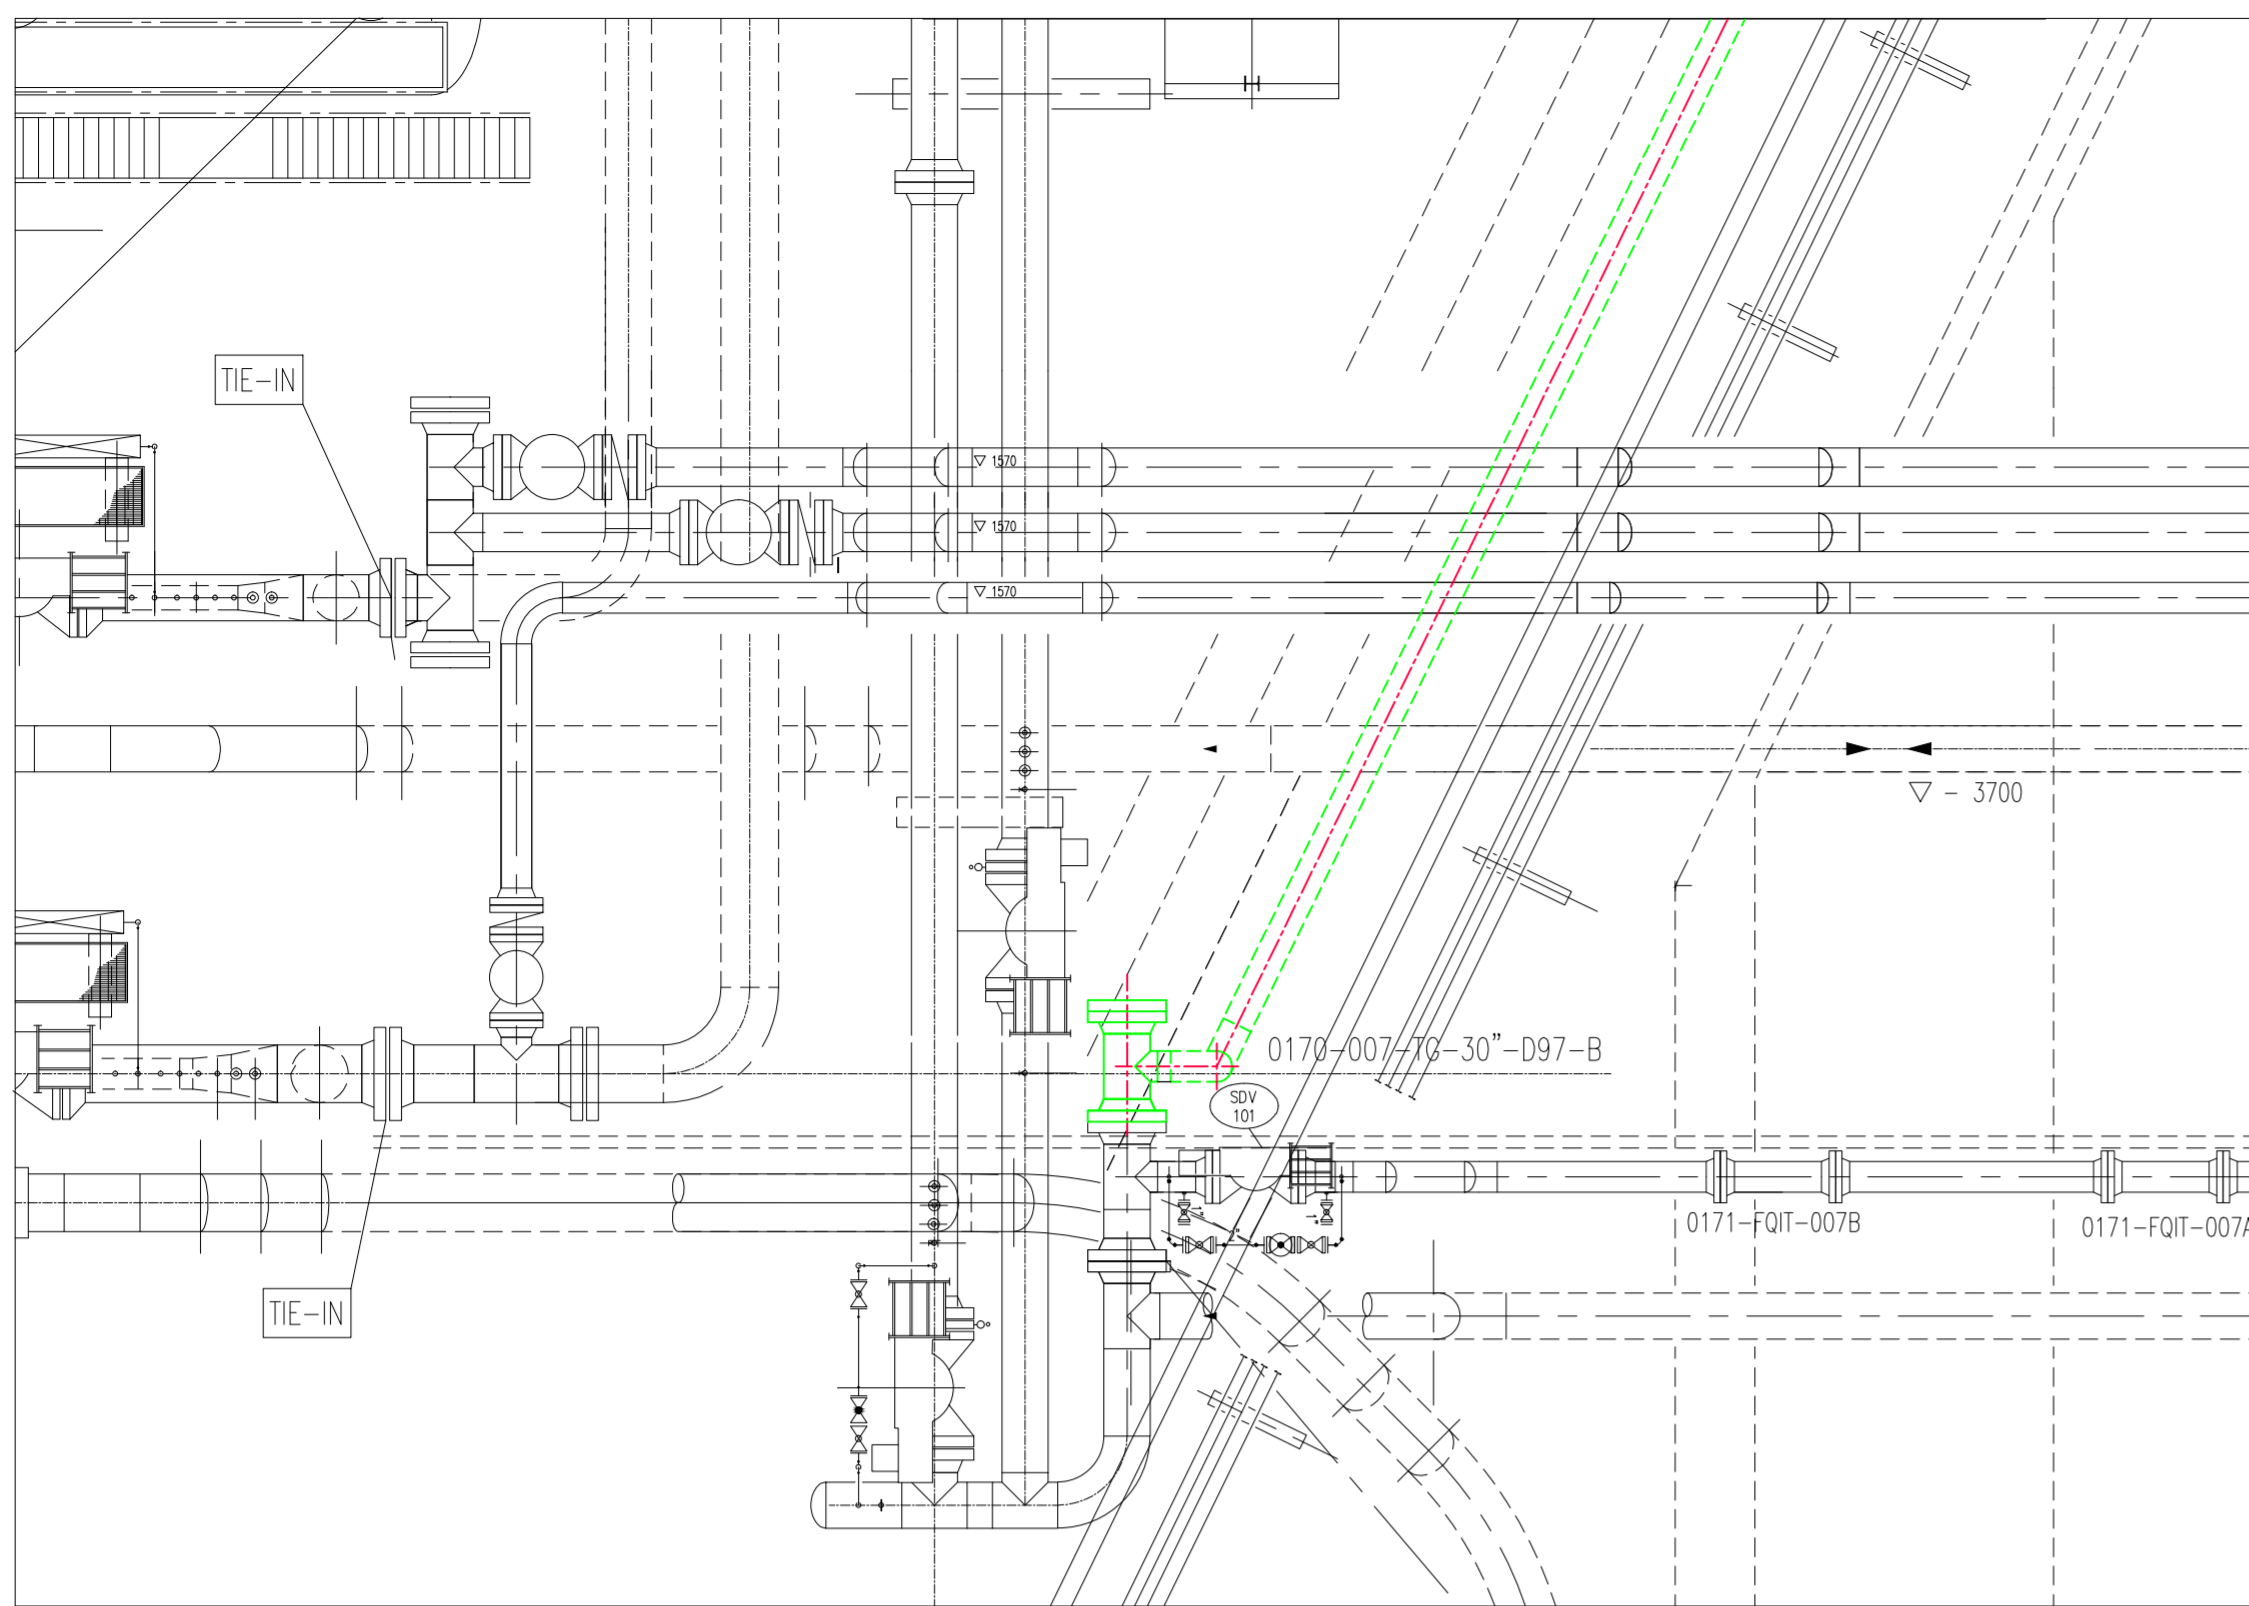 TIE-IN
▽ 1570
▽ 1570
▽ 1570
▽ - 3700
0170-007-TG-30"-D97-B
SDV
101
0171-FQIT-007B
0171-FQIT-007A
2"
TIE-IN